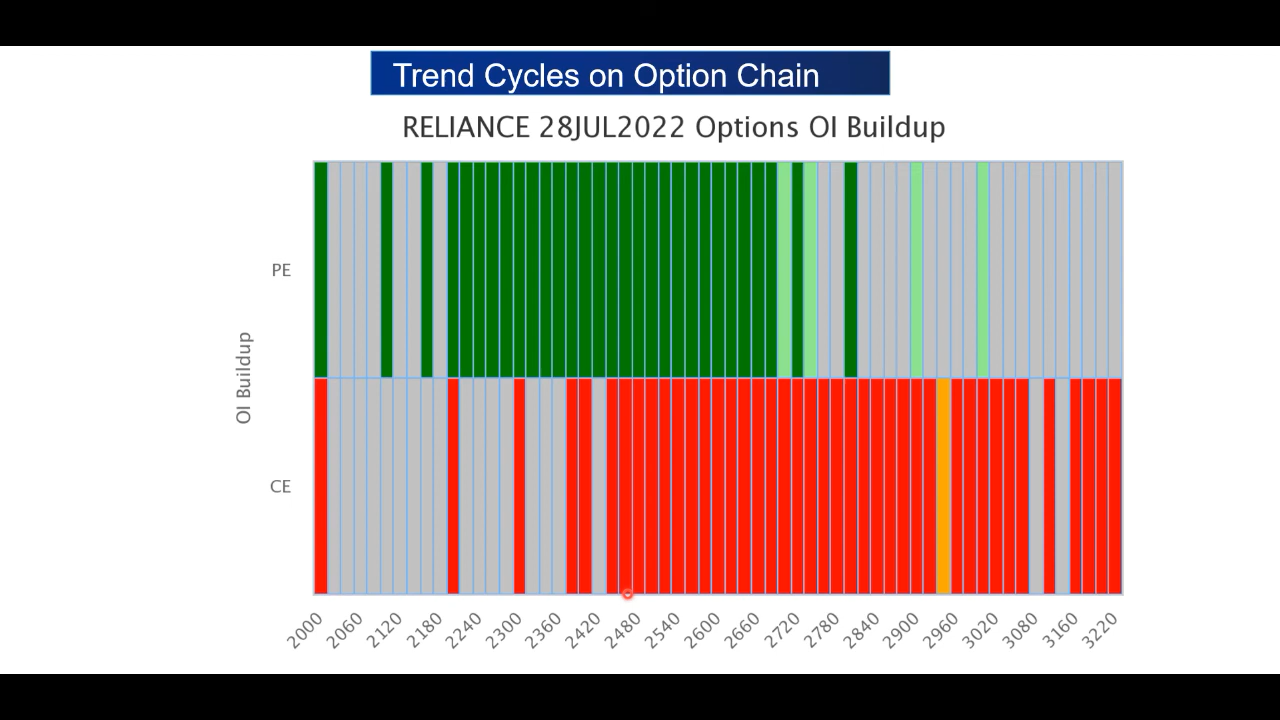 Trend Cycles on Option Chain
RELIANCE 28JUL2022 Options OI Buildup
PE
OI Buildup
CE
2000 2060 2120 2180 2240 2300 2360 2420 2480 2540 2600 2660 2720 2780 2840 2900 2960 3020 3080 3160 3220